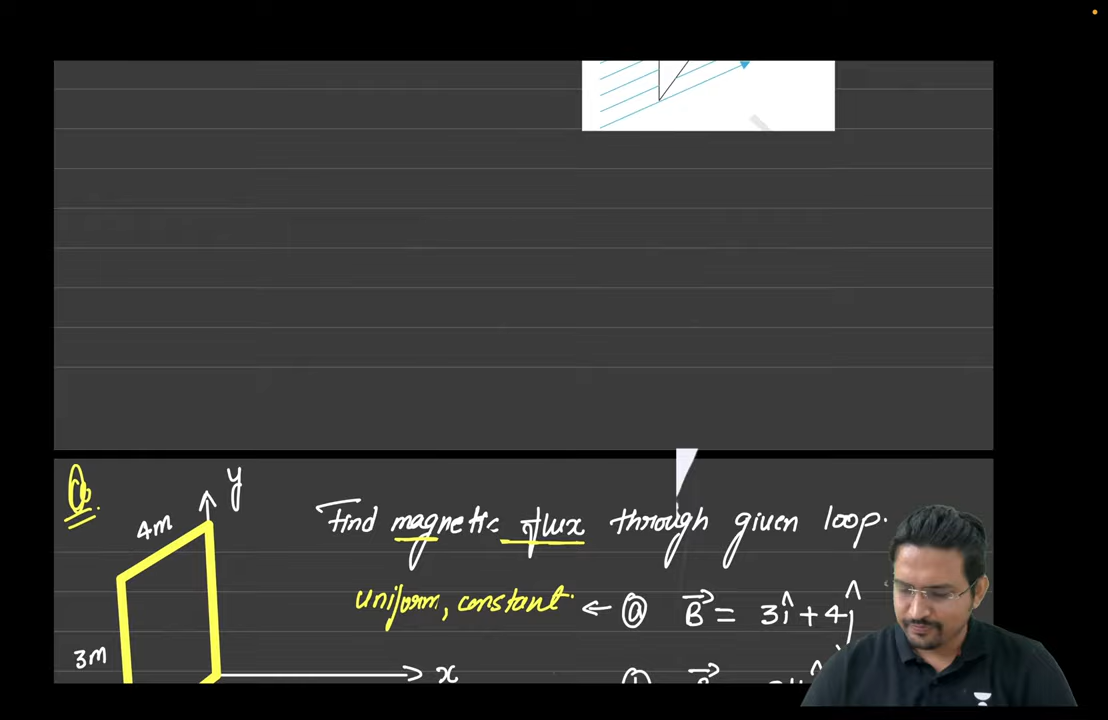 Q.
y
4m
Find magnetic flux through given loop.
uniform, constant. ← ⓐ B⃗ = 3î + 4ĵ
3m
x